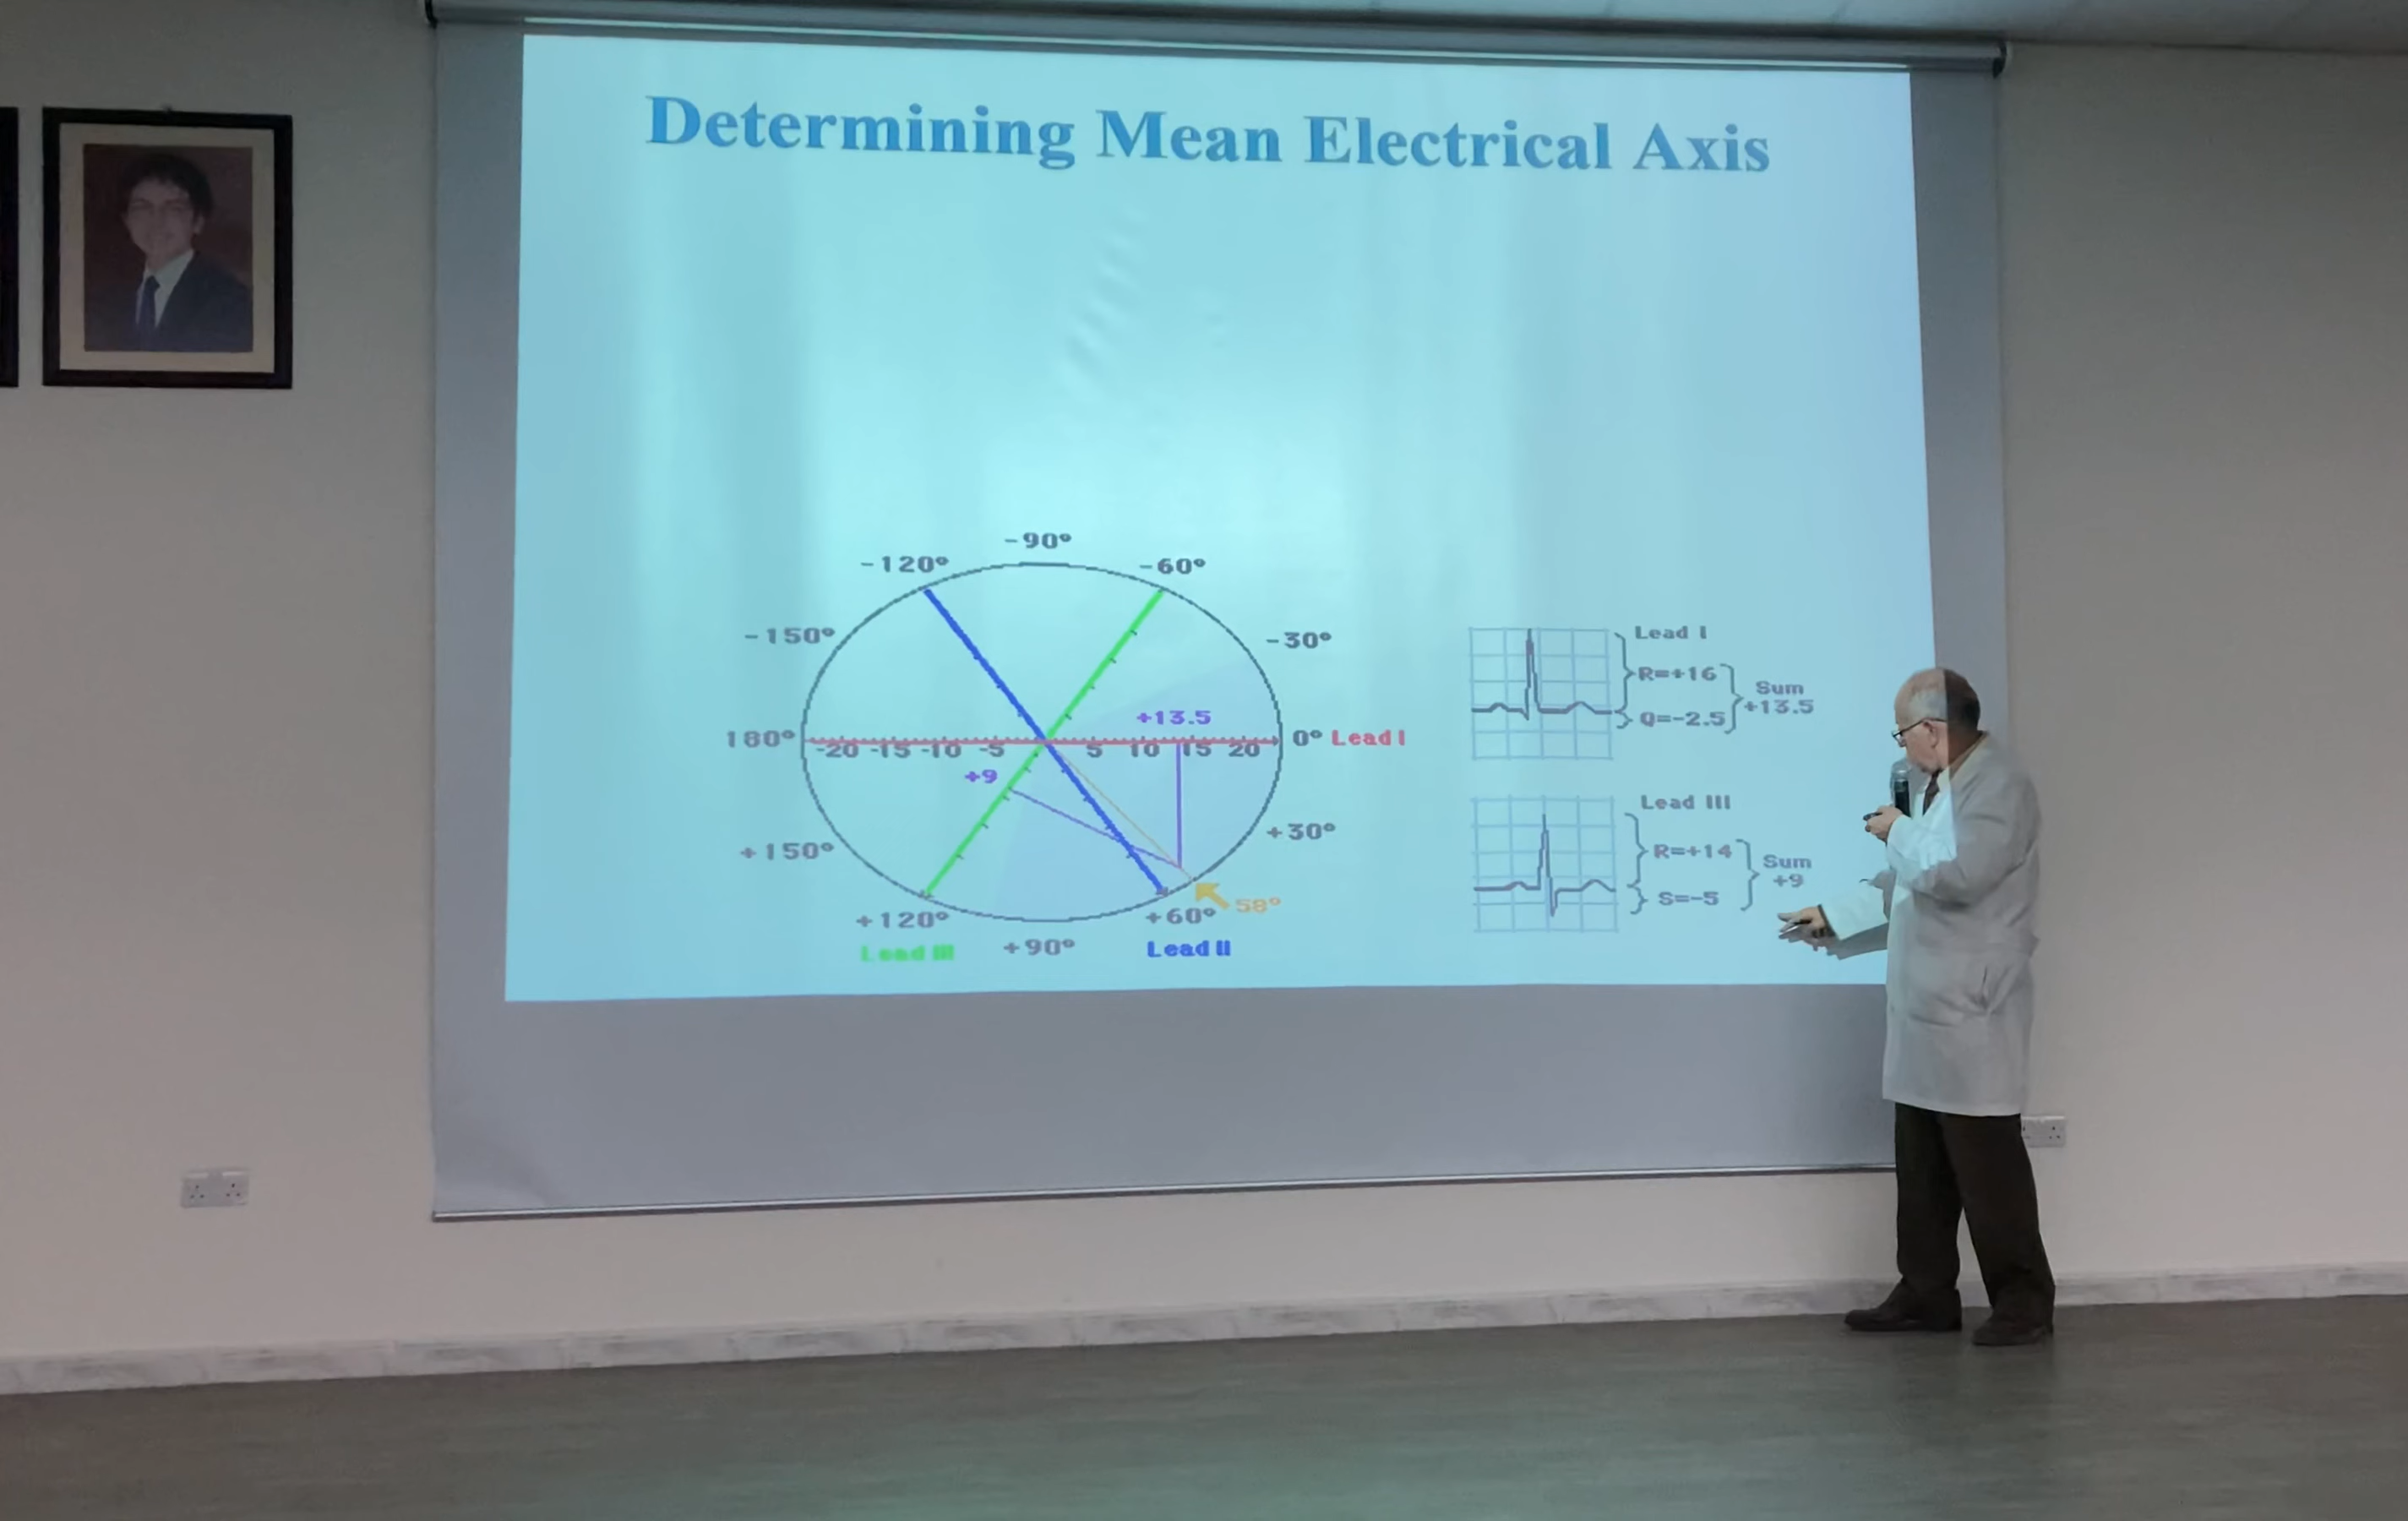 Determining Mean Electrical Axis
-90°
-120°
-60°
-150°
-30°
+13.5
180°
-20 -15 -10 -5 5 10 15 20
0° Lead I
+9
+150°
+30°
+120°
+60°
58°
Lead III
+90°
Lead II
Lead I
R=+16
Q=-2.5
Sum
+13.5
Lead III
R=+14
S=-5
Sum
+9